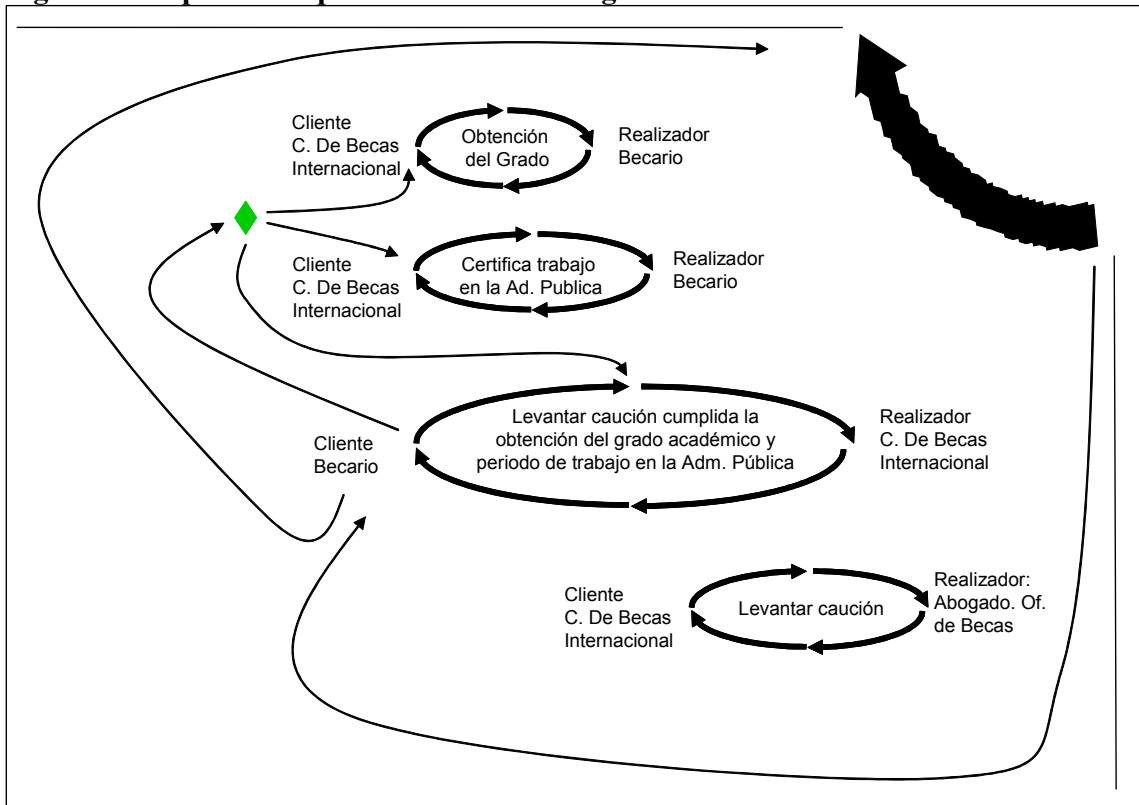 Cliente
C. De Becas
Internacional
Obtención
del Grado
Realizador
Becario
Cliente
C. De Becas
Internacional
Certifica trabajo
en la Ad. Publica
Realizador
Becario
Cliente
Becario
Levantar caución cumplida la
obtención del grado académico y
periodo de trabajo en la Adm. Pública
Realizador
C. De Becas
Internacional
Cliente
C. De Becas
Internacional
Levantar caución
Realizador:
Abogado. Of.
de Becas